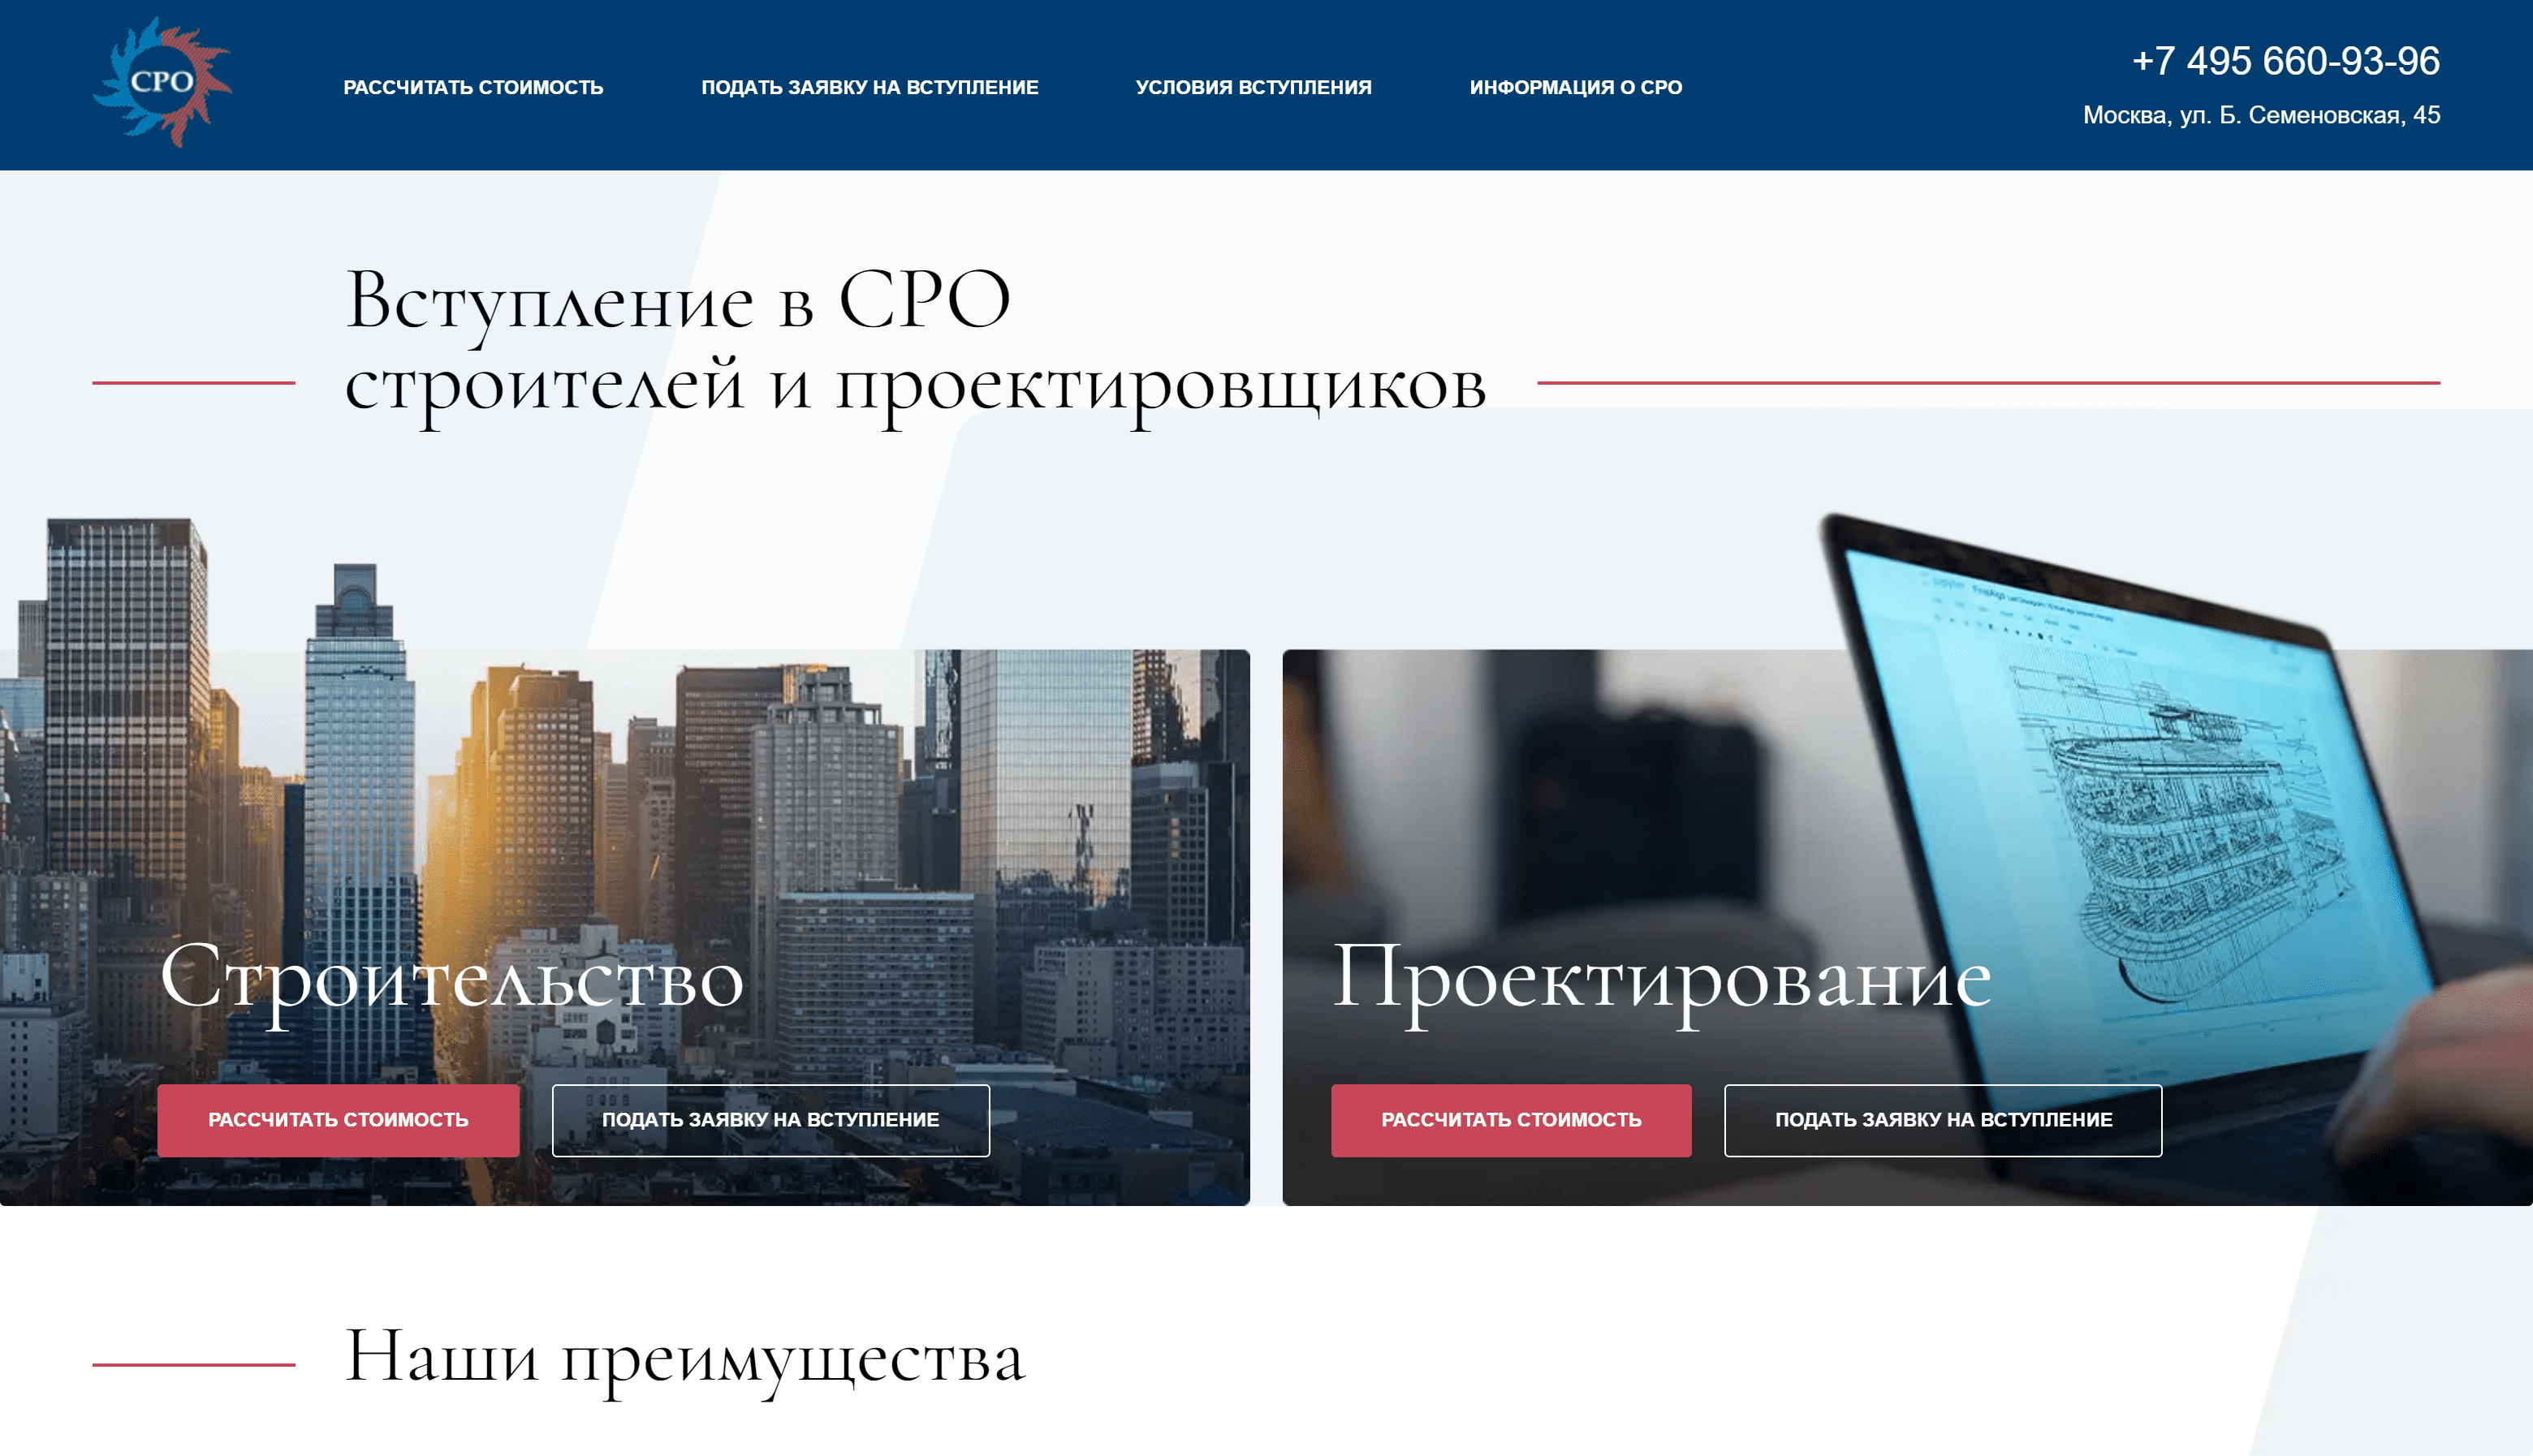 СРО
РАССЧИТАТЬ СТОИМОСТЬ
ПОДАТЬ ЗАЯВКУ НА ВСТУПЛЕНИЕ
УСЛОВИЯ ВСТУПЛЕНИЯ
ИНФОРМАЦИЯ О СРО
+7 495 660-93-96
Москва, ул. Б. Семеновская, 45
Вступление в СРО
строителей и проектировщиков
Строительство
РАССЧИТАТЬ СТОИМОСТЬ
ПОДАТЬ ЗАЯВКУ НА ВСТУПЛЕНИЕ
Проектирование
РАССЧИТАТЬ СТОИМОСТЬ
ПОДАТЬ ЗАЯВКУ НА ВСТУПЛЕНИЕ
Наши преимущества